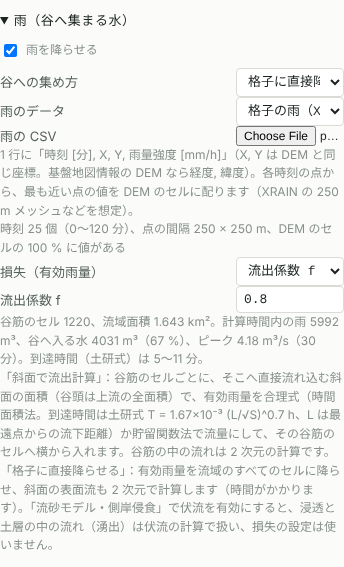 ▼ 雨（谷へ集まる水）
雨を降らせる
谷への集め方 格子に直接降
雨のデータ 格子の雨（X
雨の CSV Choose File p...
1 行に「時刻 [分], X, Y, 雨量強度 [mm/h]」（X, Y は DEM と同
じ座標。基盤地図情報の DEM なら経度, 緯度）。各時刻の点か
ら、最も近い点の値を DEM のセルに配ります（XRAIN の 250
m メッシュなどを想定）。
時刻 25 個（0〜120 分）、点の間隔 250 × 250 m、DEM のセ
ルの 100 % に値がある
損失（有効雨量） 流出係数 f
流出係数 f 0.8
谷筋のセル 1220、流域面積 1.643 km²。計算時間内の雨 5992
m³、谷へ入る水 4031 m³（67 %）、ピーク 4.18 m³/s（30
分）。到達時間（土研式）は 5〜11 分。
「斜面で流出計算」：谷筋のセルごとに、そこへ直接流れ込む斜
面の面積（谷頭は上流の全面積）で、有効雨量を合理式（時間
面積法。到達時間は土研式 T = 1.67×10⁻³ (L/√S)^0.7 h、L は最
遠点からの流下距離）か貯留関数法で流量にして、その谷筋の
セルへ横から入れます。谷筋の中の流れは 2 次元の計算です。
「格子に直接降らせる」：有効雨量を流域のすべてのセルに降ら
せ、斜面の表面流も 2 次元で計算します（時間がかかりま
す）。「流砂モデル・側岸侵食」で伏流を有効にすると、浸透と
土層の中の流れ（湧出）は伏流の計算で扱い、損失の設定は使
いません。